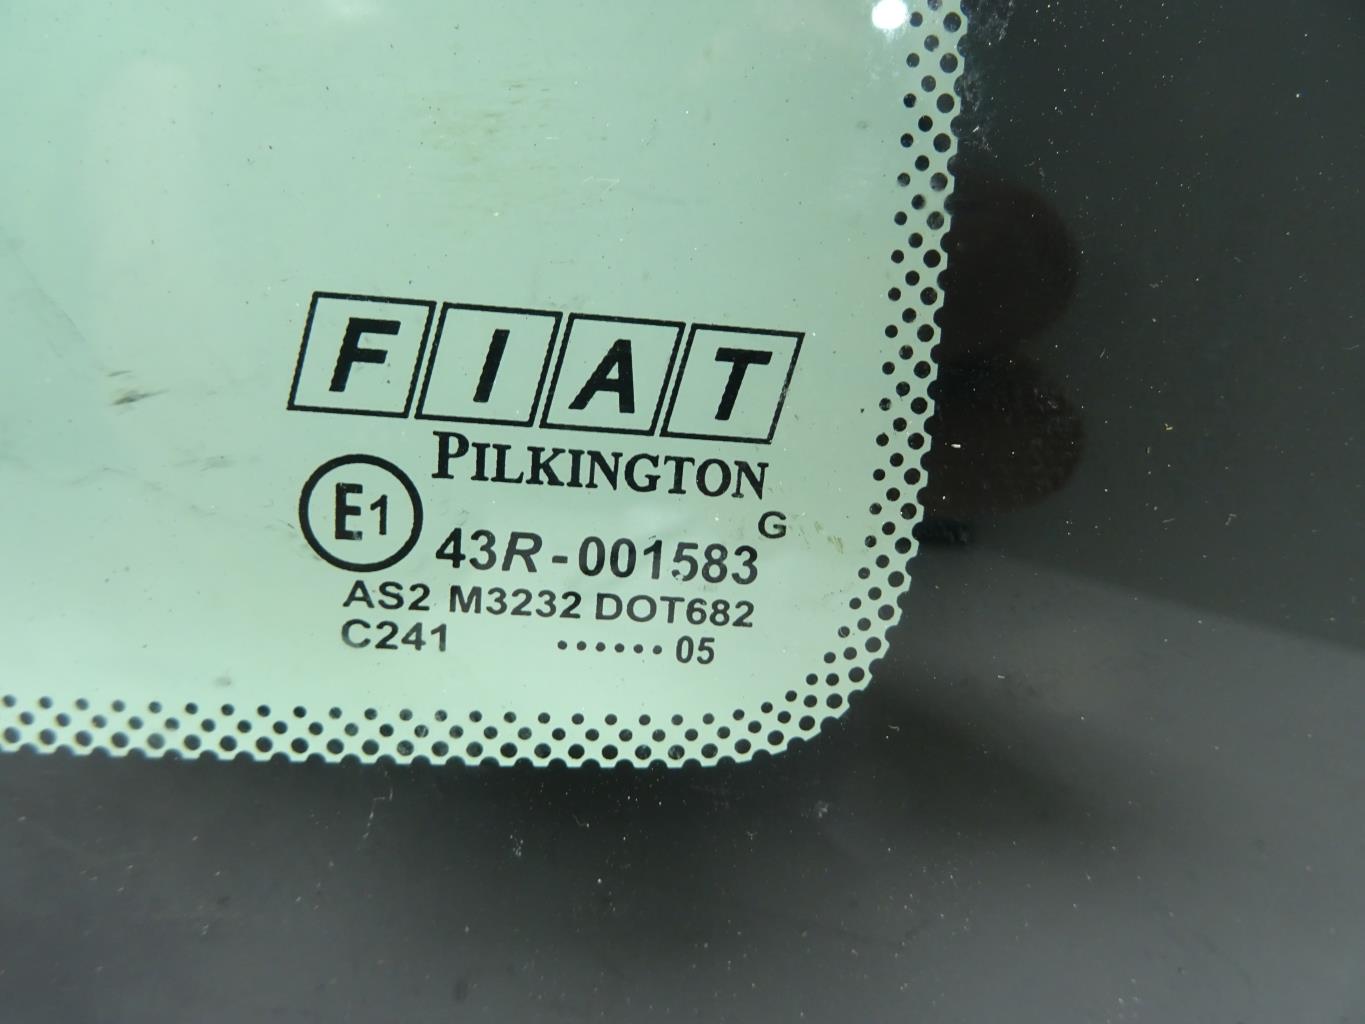 FIAT
PILKINGTON
E1
G
43R-001583
AS2 M3232 DOT682
C241 ...... 05